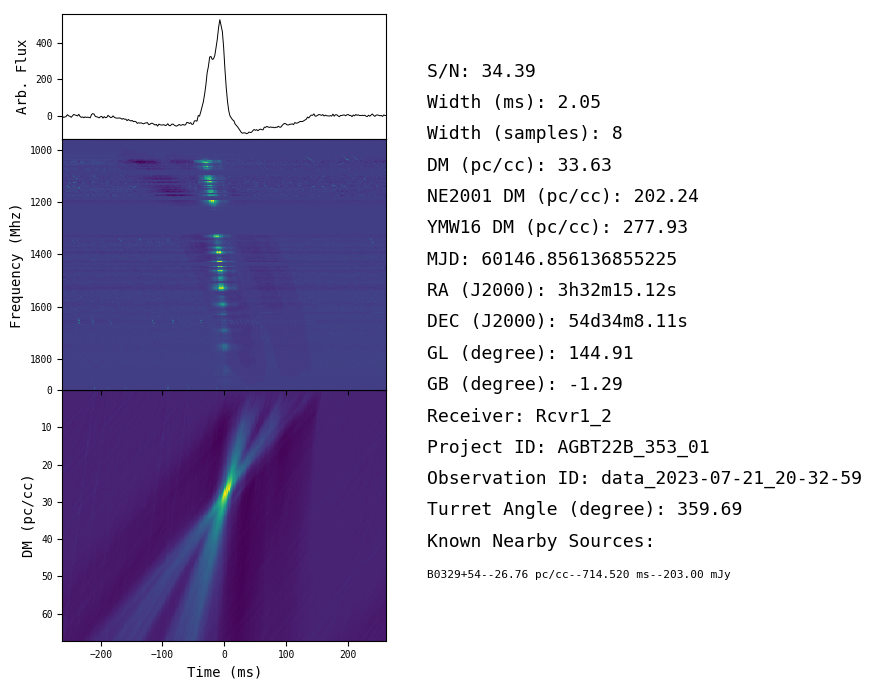 400
200
0
Arb. Flux
1000
1200
1400
1600
1800
Frequency (Mhz)
0
10
20
30
40
50
60
DM (pc/cc)
−200
−100
0
100
200
Time (ms)
S/N: 34.39
Width (ms): 2.05
Width (samples): 8
DM (pc/cc): 33.63
NE2001 DM (pc/cc): 202.24
YMW16 DM (pc/cc): 277.93
MJD: 60146.856136855225
RA (J2000): 3h32m15.12s
DEC (J2000): 54d34m8.11s
GL (degree): 144.91
GB (degree): -1.29
Receiver: Rcvr1_2
Project ID: AGBT22B_353_01
Observation ID: data_2023-07-21_20-32-59
Turret Angle (degree): 359.69
Known Nearby Sources:
B0329+54--26.76 pc/cc--714.520 ms--203.00 mJy